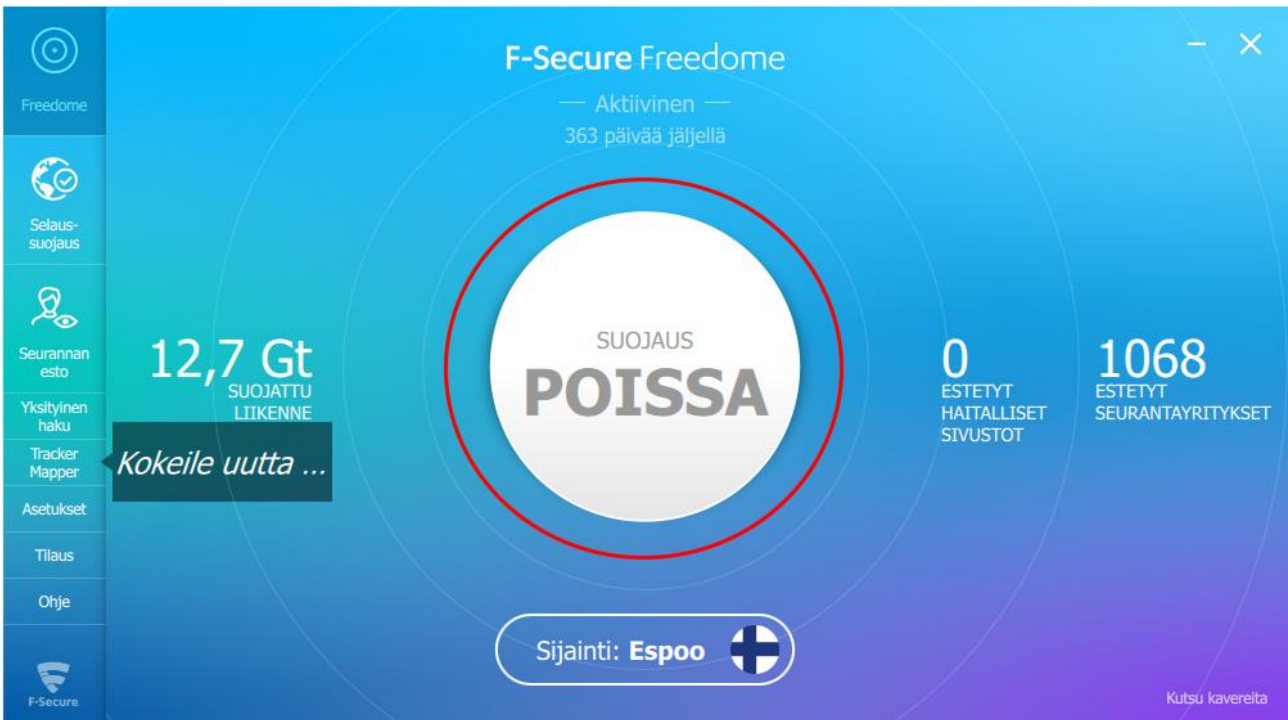 Freedome
Selaus-
suojaus
Seurannan
esto
Yksityinen
haku
Tracker
Mapper
Asetukset
Tilaus
Ohje
F-Secure
F-Secure Freedome
— Aktiivinen —
363 päivää jäljellä
12,7 Gt
SUOJATTU
LIIKENNE
Kokeile uutta ...
SUOJAUS
POISSA
0
ESTETYT
HAITALLISET
SIVUSTOT
1068
ESTETYT
SEURANTAYRITYKSET
Sijainti: Espoo
Kutsu kavereita